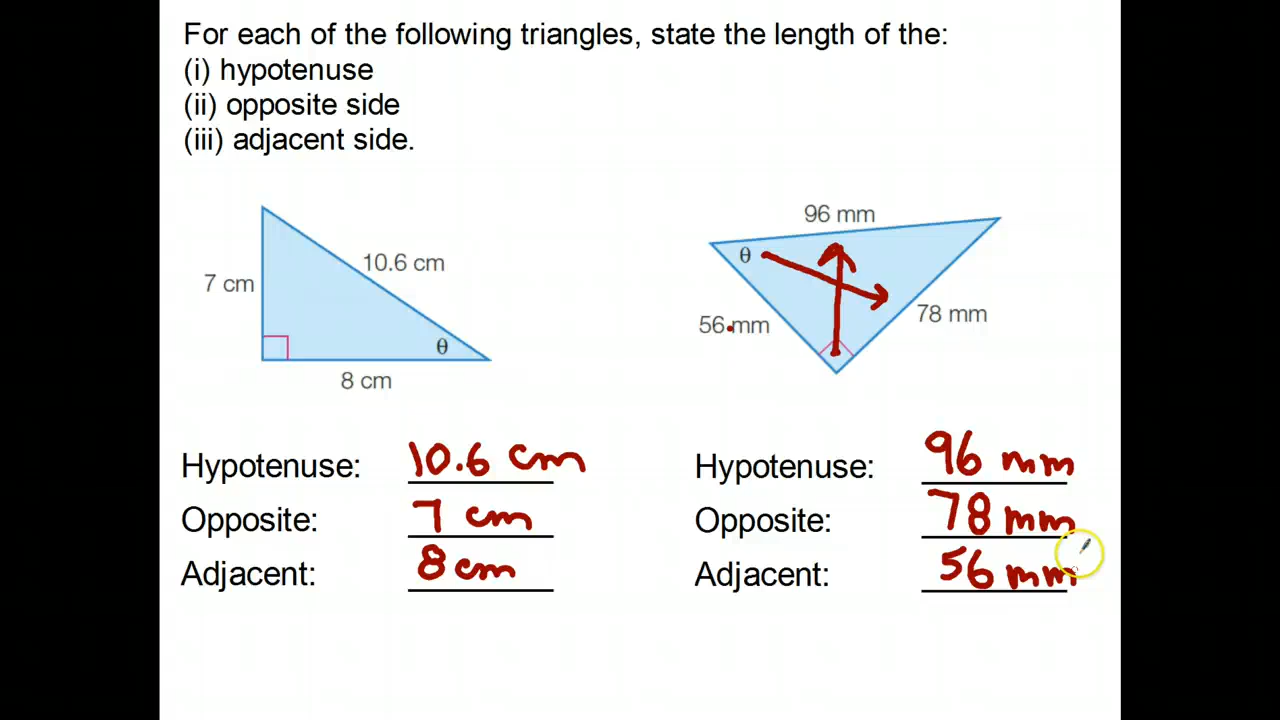 For each of the following triangles, state the length of the:
(i) hypotenuse
(ii) opposite side
(iii) adjacent side.
7 cm
10.6 cm
θ
8 cm
96 mm
θ
56 mm
78 mm
Hypotenuse: 10.6 cm
Opposite: 7 cm
Adjacent: 8 cm
Hypotenuse: 96 mm
Opposite: 78 mm
Adjacent: 56 mm